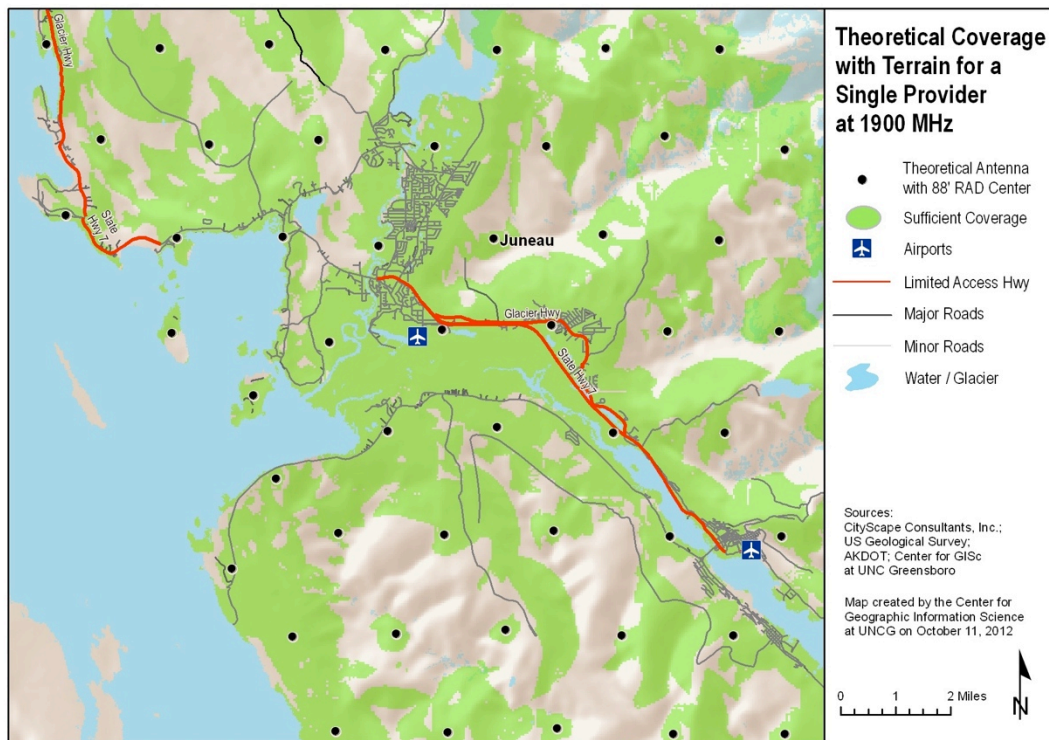 Theoretical Coverage
with Terrain for a
Single Provider
at 1900 MHz
Theoretical Antenna
with 88' RAD Center
Sufficient Coverage
Airports
Limited Access Hwy
Major Roads
Minor Roads
Water / Glacier
Sources:
CityScape Consultants, Inc.;
US Geological Survey;
AKDOT; Center for GISc
at UNC Greensboro
Map created by the Center for
Geographic Information Science
at UNCG on October 11, 2012
0 1 2 Miles
N
Glacier Hwy
State
Hwy 7
Juneau
Glacier Hwy
State Hwy 7